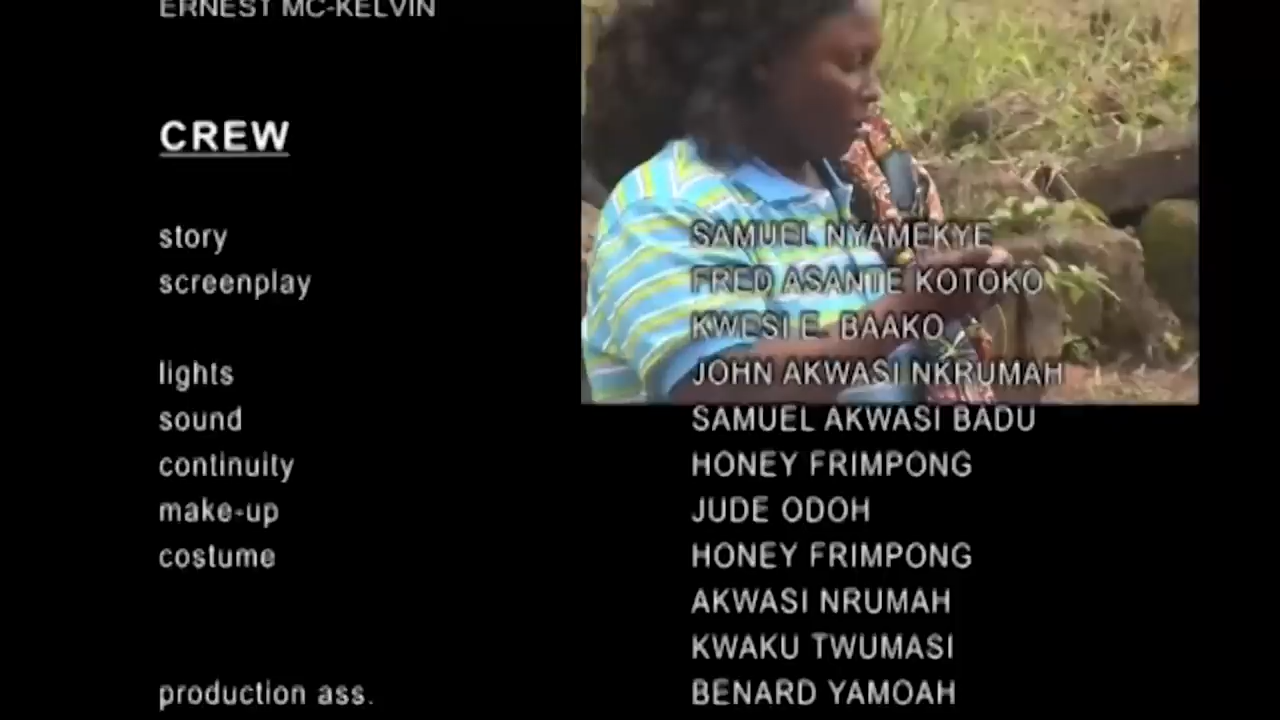 ERNEST MC-KELVIN
CREW
story SAMUEL NYAMEKYE
screenplay FRED ASANTE KOTOKO
KWESI E. BAAKO
lights JOHN AKWASI NKRUMAH
sound SAMUEL AKWASI BADU
continuity HONEY FRIMPONG
make-up JUDE ODOH
costume HONEY FRIMPONG
AKWASI NRUMAH
KWAKU TWUMASI
production ass. BENARD YAMOAH